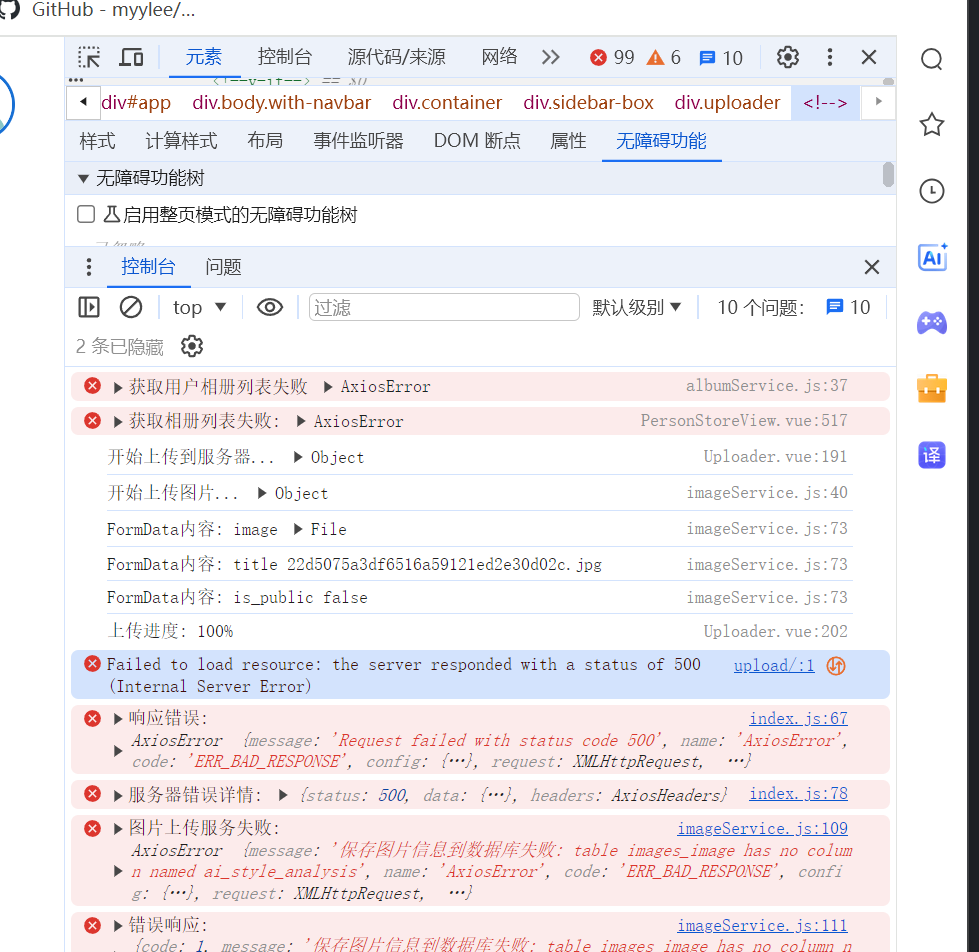 GitHub - myylee/...
元素 控制台 源代码/来源 网络 99 6 10
<!--v-if--> == $0
div#app div.body.with-navbar div.container div.sidebar-box div.uploader <!-->
样式 计算样式 布局 事件监听器 DOM 断点 属性 无障碍功能
无障碍功能树
启用整页模式的无障碍功能树
已忽略
控制台 问题
top 过滤 默认级别 10 个问题: 10
2 条已隐藏
获取用户相册列表失败 AxiosError albumService.js:37
获取相册列表失败: AxiosError PersonStoreView.vue:517
开始上传到服务器... Object Uploader.vue:191
开始上传图片... Object imageService.js:40
FormData内容: image File imageService.js:73
FormData内容: title 22d5075a3df6516a59121ed2e30d02c.jpg imageService.js:73
FormData内容: is_public false imageService.js:73
上传进度: 100% Uploader.vue:202
Failed to load resource: the server responded with a status of 500 upload/:1
(Internal Server Error)
响应错误: index.js:67
AxiosError {message: 'Request failed with status code 500', name: 'AxiosError',
code: 'ERR_BAD_RESPONSE', config: {…}, request: XMLHttpRequest, …}
服务器错误详情: {status: 500, data: {…}, headers: AxiosHeaders} index.js:78
图片上传服务失败: imageService.js:109
AxiosError {message: '保存图片信息到数据库失败: table images_image has no colum
n named ai_style_analysis', name: 'AxiosError', code: 'ERR_BAD_RESPONSE', confi
g: {…}, request: XMLHttpRequest, …}
错误响应: imageService.js:111
{code: 1, message: '保存图片信息到数据库失败: table images_image has no column n
AI
译